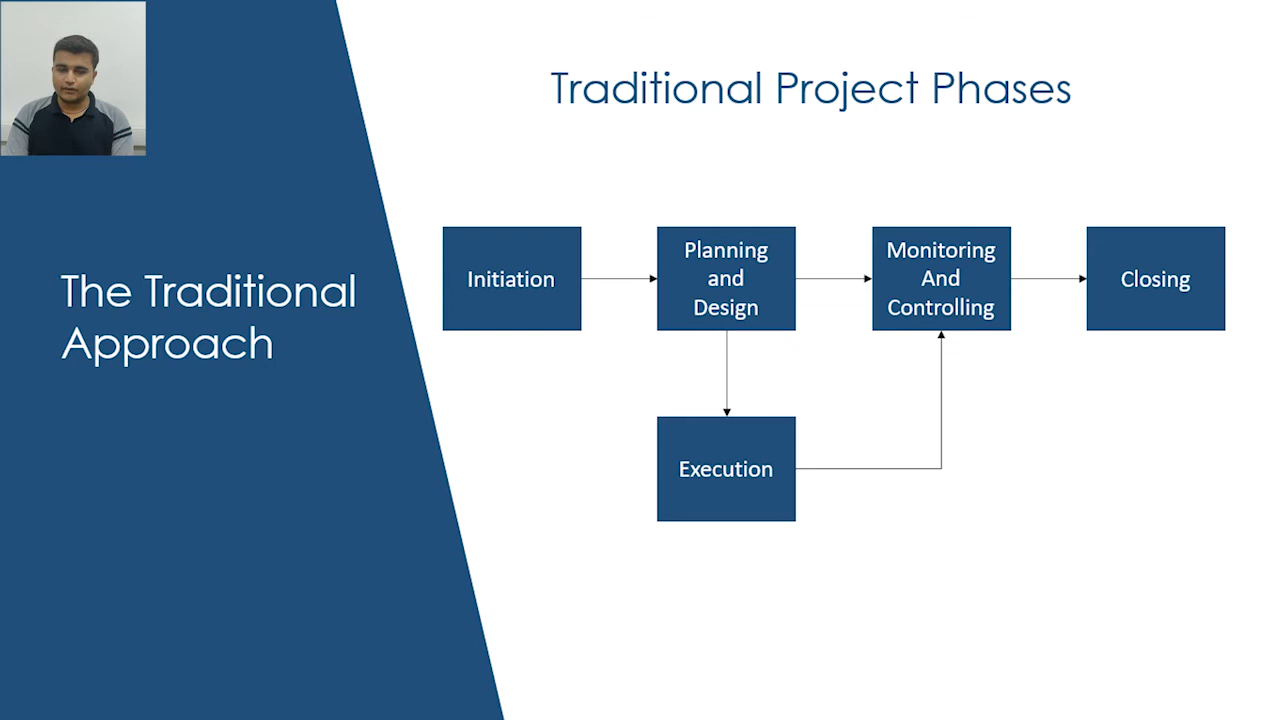 Traditional Project Phases
The Traditional
Approach
Initiation
Planning
and
Design
Monitoring
And
Controlling
Closing
Execution